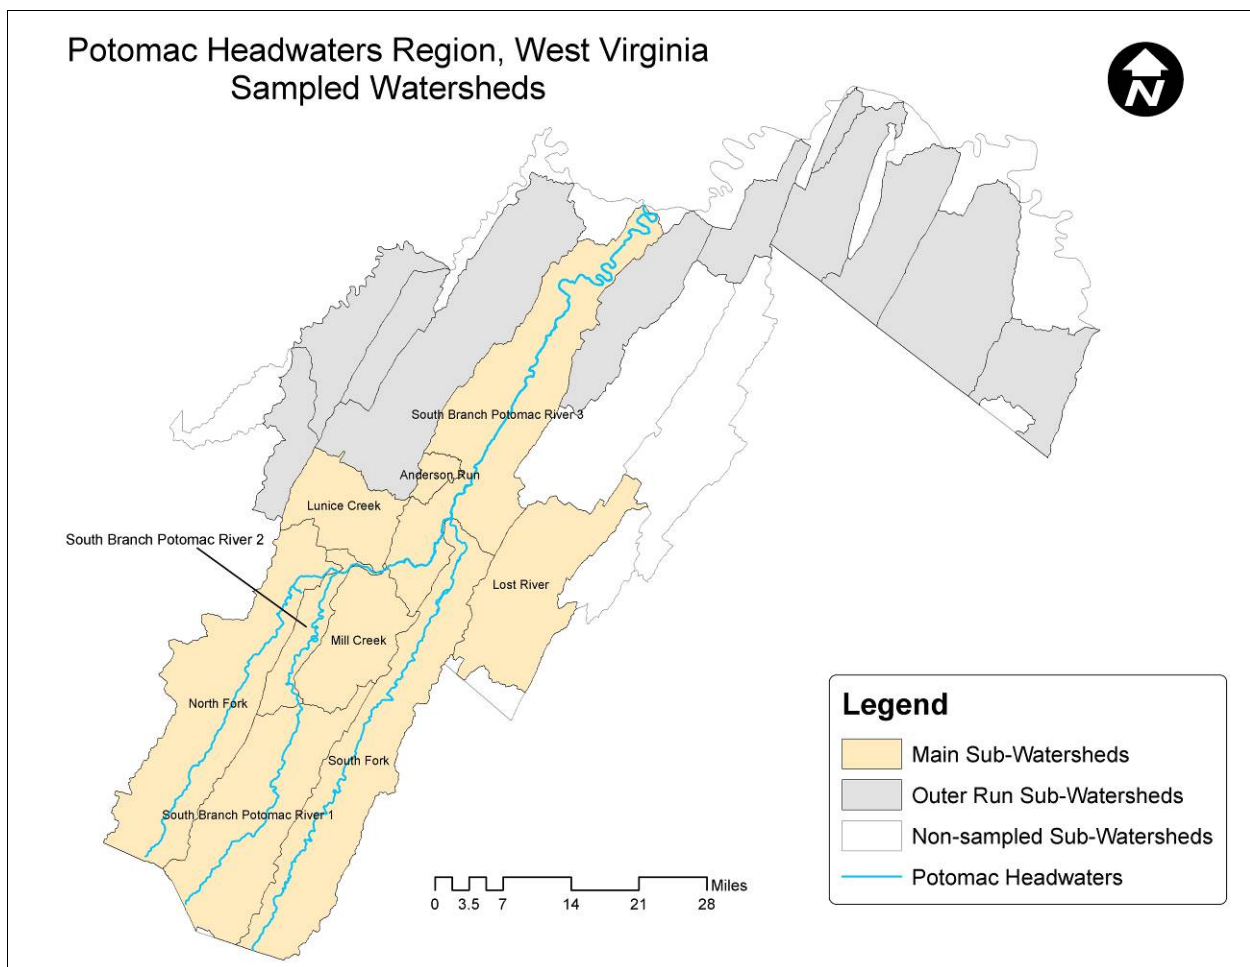 Potomac Headwaters Region, West Virginia
Sampled Watersheds
N
South Branch Potomac River 3
Anderson Run
Lunice Creek
South Branch Potomac River 2
Lost River
Mill Creek
North Fork
South Fork
South Branch Potomac River 1
Legend
Main Sub-Watersheds
Outer Run Sub-Watersheds
Non-sampled Sub-Watersheds
Potomac Headwaters
Miles
0 3.5 7 14 21 28